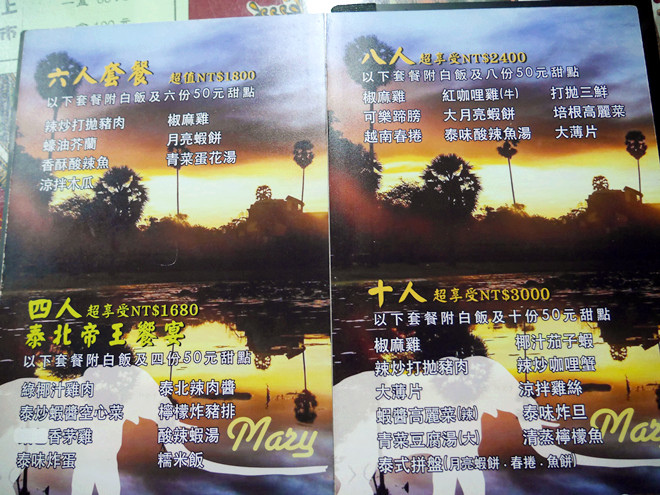 六人套餐 超值NT$1300
以下套餐附白飯及六份50元甜點
辣炒打拋豬肉 椒麻雞
蠔油芥蘭 月亮蝦餅
香酥酸辣魚 青菜蛋花湯
涼拌木瓜
四人 超享受NT$1680
泰北帝王饗宴
以下套餐附白飯及四份50元甜點
綠椰汁雞肉 泰北辣肉醬
泰炒蝦醬空心菜 檸檬炸豬排
香茅雞 酸辣蝦湯
泰味炸蛋 糯米飯
Mary
八人 超享受NT$2400
以下套餐附白飯及八份50元甜點
椒麻雞 紅咖哩雞(牛) 打拋三鮮
可樂蹄膀 大月亮蝦餅 培根高麗菜
越南春捲 泰味酸辣魚湯 大薄片
十人 超享受NT$3000
以下套餐附白飯及十份50元甜點
椒麻雞 椰汁茄子蝦
辣炒打拋豬肉 辣炒咖哩蟹
大薄片 涼拌雞絲
蝦醬高麗菜(辣) 泰味炸旦
青菜豆腐湯(大) 清蒸檸檬魚
泰式拼盤(月亮蝦餅.春捲.魚餅)
Mary